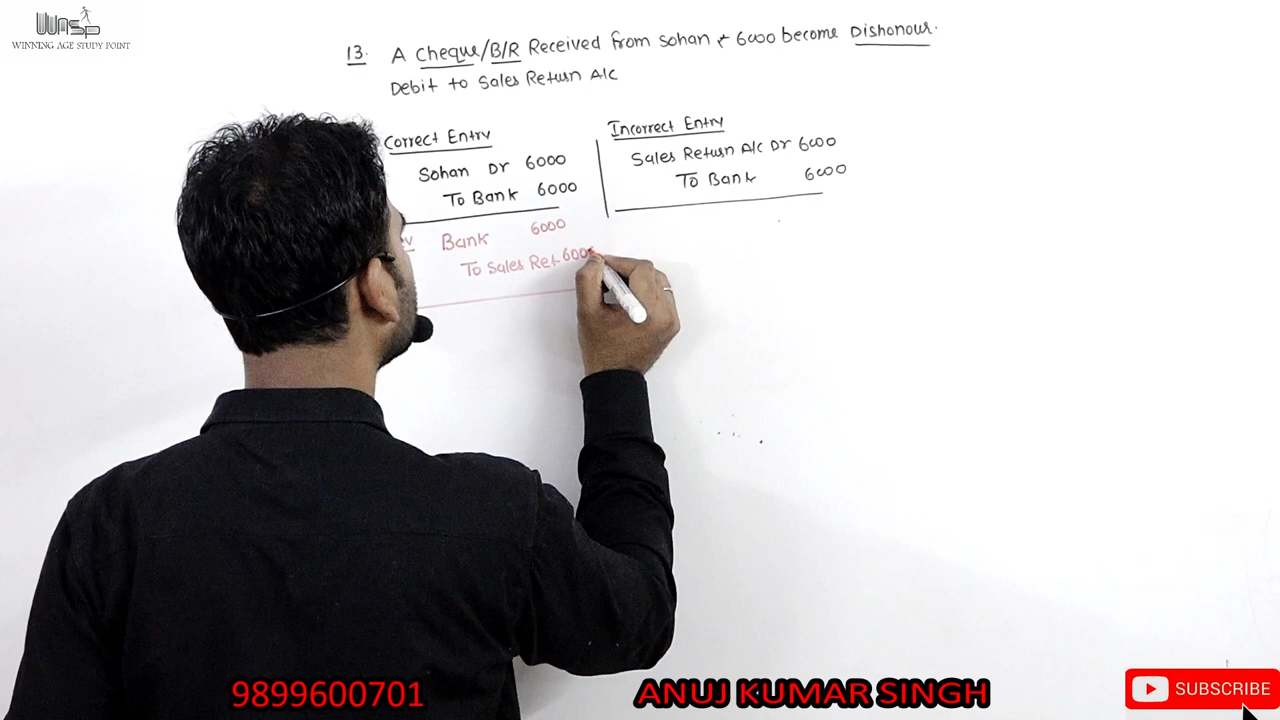 WASP
WINNING AGE STUDY POINT
13. A Cheque/B/R Received from Sohan ₹ 6000 become Dishonour.
Debit to Sales Return A/C
Correct Entry
Sohan Dr 6000
To Bank 6000
Bank 6000
To Sales Ret. 6000
Incorrect Entry
Sales Return A/C Dr 6000
To Bank 6000
9899600701
ANUJ KUMAR SINGH
SUBSCRIBE